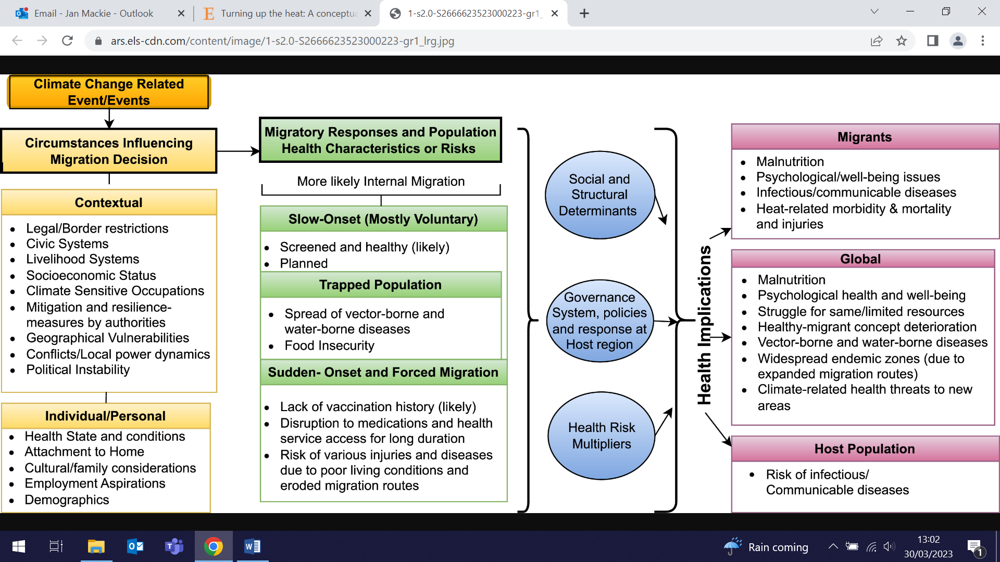 Email - Jan Mackie - Outlook
Turning up the heat: A conceptua
1-s2.0-S2666623523000223-gr1_
ars.els-cdn.com/content/image/1-s2.0-S2666623523000223-gr1_lrg.jpg
Climate Change Related
Event/Events
Circumstances Influencing
Migration Decision
Contextual
Legal/Border restrictions
Civic Systems
Livelihood Systems
Socioeconomic Status
Climate Sensitive Occupations
Mitigation and resilience-
measures by authorities
Geographical Vulnerabilities
Conflicts/Local power dynamics
Political Instability
Individual/Personal
Health State and conditions
Attachment to Home
Cultural/family considerations
Employment Aspirations
Demographics
Migratory Responses and Population
Health Characteristics or Risks
More likely Internal Migration
Slow-Onset (Mostly Voluntary)
Screened and healthy (likely)
Planned
Trapped Population
Spread of vector-borne and
water-borne diseases
Food Insecurity
Sudden- Onset and Forced Migration
Lack of vaccination history (likely)
Disruption to medications and health
service access for long duration
Risk of various injuries and diseases
due to poor living conditions and
eroded migration routes
Social and
Structural
Determinants
Governance
System, policies
and response at
Host region
Health Risk
Multipliers
Health Implications
Migrants
Malnutrition
Psychological/well-being issues
Infectious/communicable diseases
Heat-related morbidity & mortality
and injuries
Global
Malnutrition
Psychological health and well-being
Struggle for same/limited resources
Healthy-migrant concept deterioration
Vector-borne and water-borne diseases
Widespread endemic zones (due to
expanded migration routes)
Climate-related health threats to new
areas
Host Population
Risk of infectious/
Communicable diseases
Rain coming
13:02
30/03/2023
1